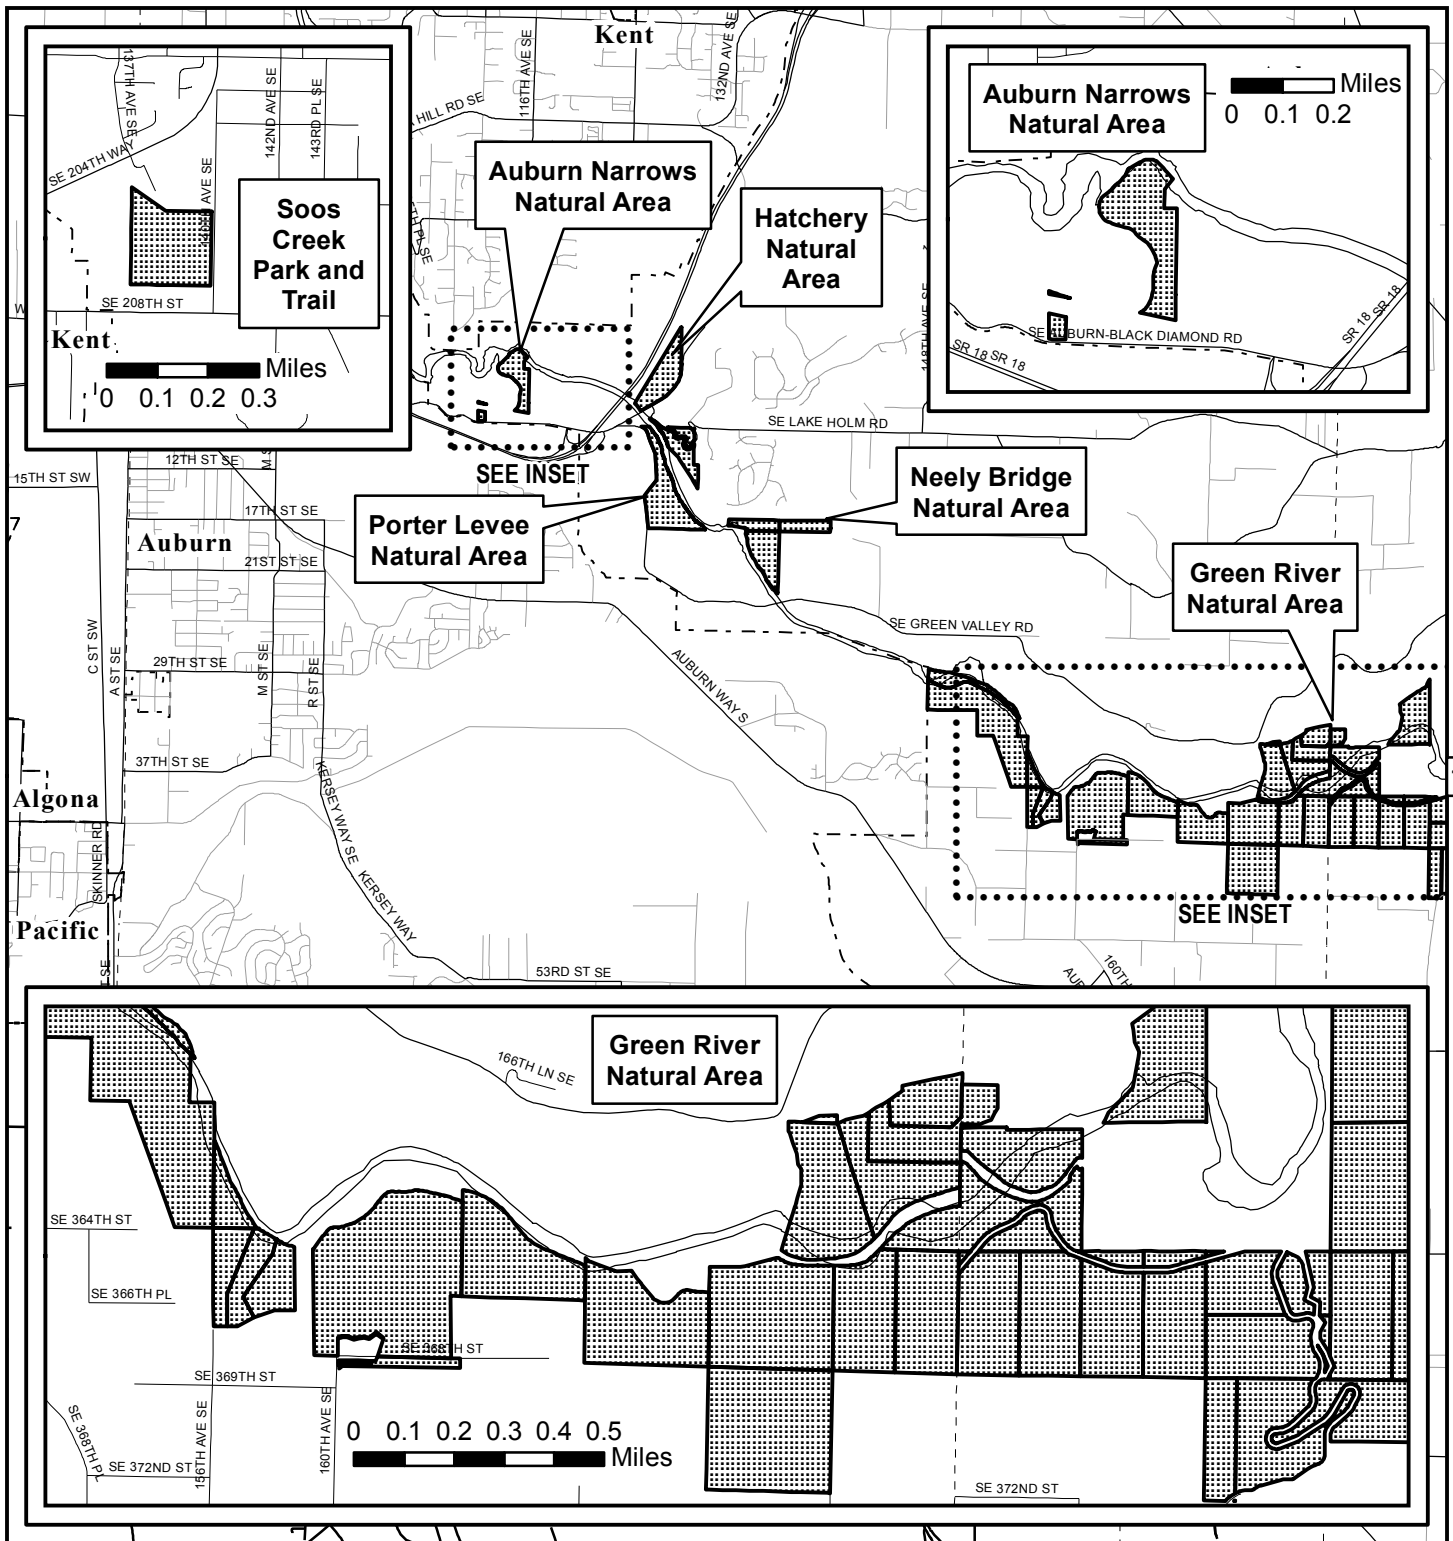 Kent
132ND AVE SE
116TH AVE SE
HILL RD SE
137TH AVE SE
142ND AVE SE
143RD PL SE
SE 204TH WAY
140TH AVE SE
Soos
Creek
Park and
Trail
SE 208TH ST
Kent
Miles
0 0.1 0.2 0.3
Auburn Narrows
Natural Area
Miles
0 0.1 0.2
SE AUBURN-BLACK DIAMOND RD
SR 18 SR 18
SR 18 SR 18
Auburn Narrows
Natural Area
Hatchery
Natural
Area
PL SE
148TH AVE SE
SE LAKE HOLM RD
SEE INSET
12TH ST SE
15TH ST SW
17TH ST SE
Auburn
21ST ST SE
Porter Levee
Natural Area
Neely Bridge
Natural Area
Green River
Natural Area
SE GREEN VALLEY RD
C ST SW
A ST SE
29TH ST SE
M ST SE
R ST SE
AUBURN WAY S
37TH ST SE
Algona
KERSEY WAY SE
KERSEY WAY
SKINNER RD
Pacific
SEE INSET
53RD ST SE
160TH
Green River
Natural Area
166TH LN SE
SE 364TH ST
SE 366TH PL
SE 368TH ST
SE 369TH ST
156TH AVE SE
160TH AVE SE
SE 368TH PL
SE 372ND ST
0 0.1 0.2 0.3 0.4 0.5
Miles
SE 372ND ST